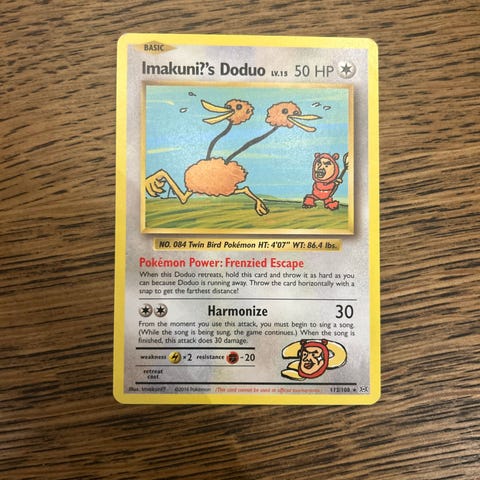 BASIC
Imakuni?'s Doduo LV.15 50 HP
NO. 084 Twin Bird Pokémon HT: 4'07" WT: 86.4 lbs.
Pokémon Power: Frenzied Escape
When this Doduo retreats, hold this card and throw it as hard as you
can because Doduo is running away. Throw the card horizontally with a
snap to get the farthest distance!
Harmonize 30
From the moment you use this attack, you must begin to sing a song.
(While the song is being sung, the game continues.) When the song is
finished, this attack does 30 damage.
weakness ×2 resistance -20
retreat
cost
Illus. Imakuni? ©2016 Pokémon (This card cannot be used at official tournaments.) 112/108